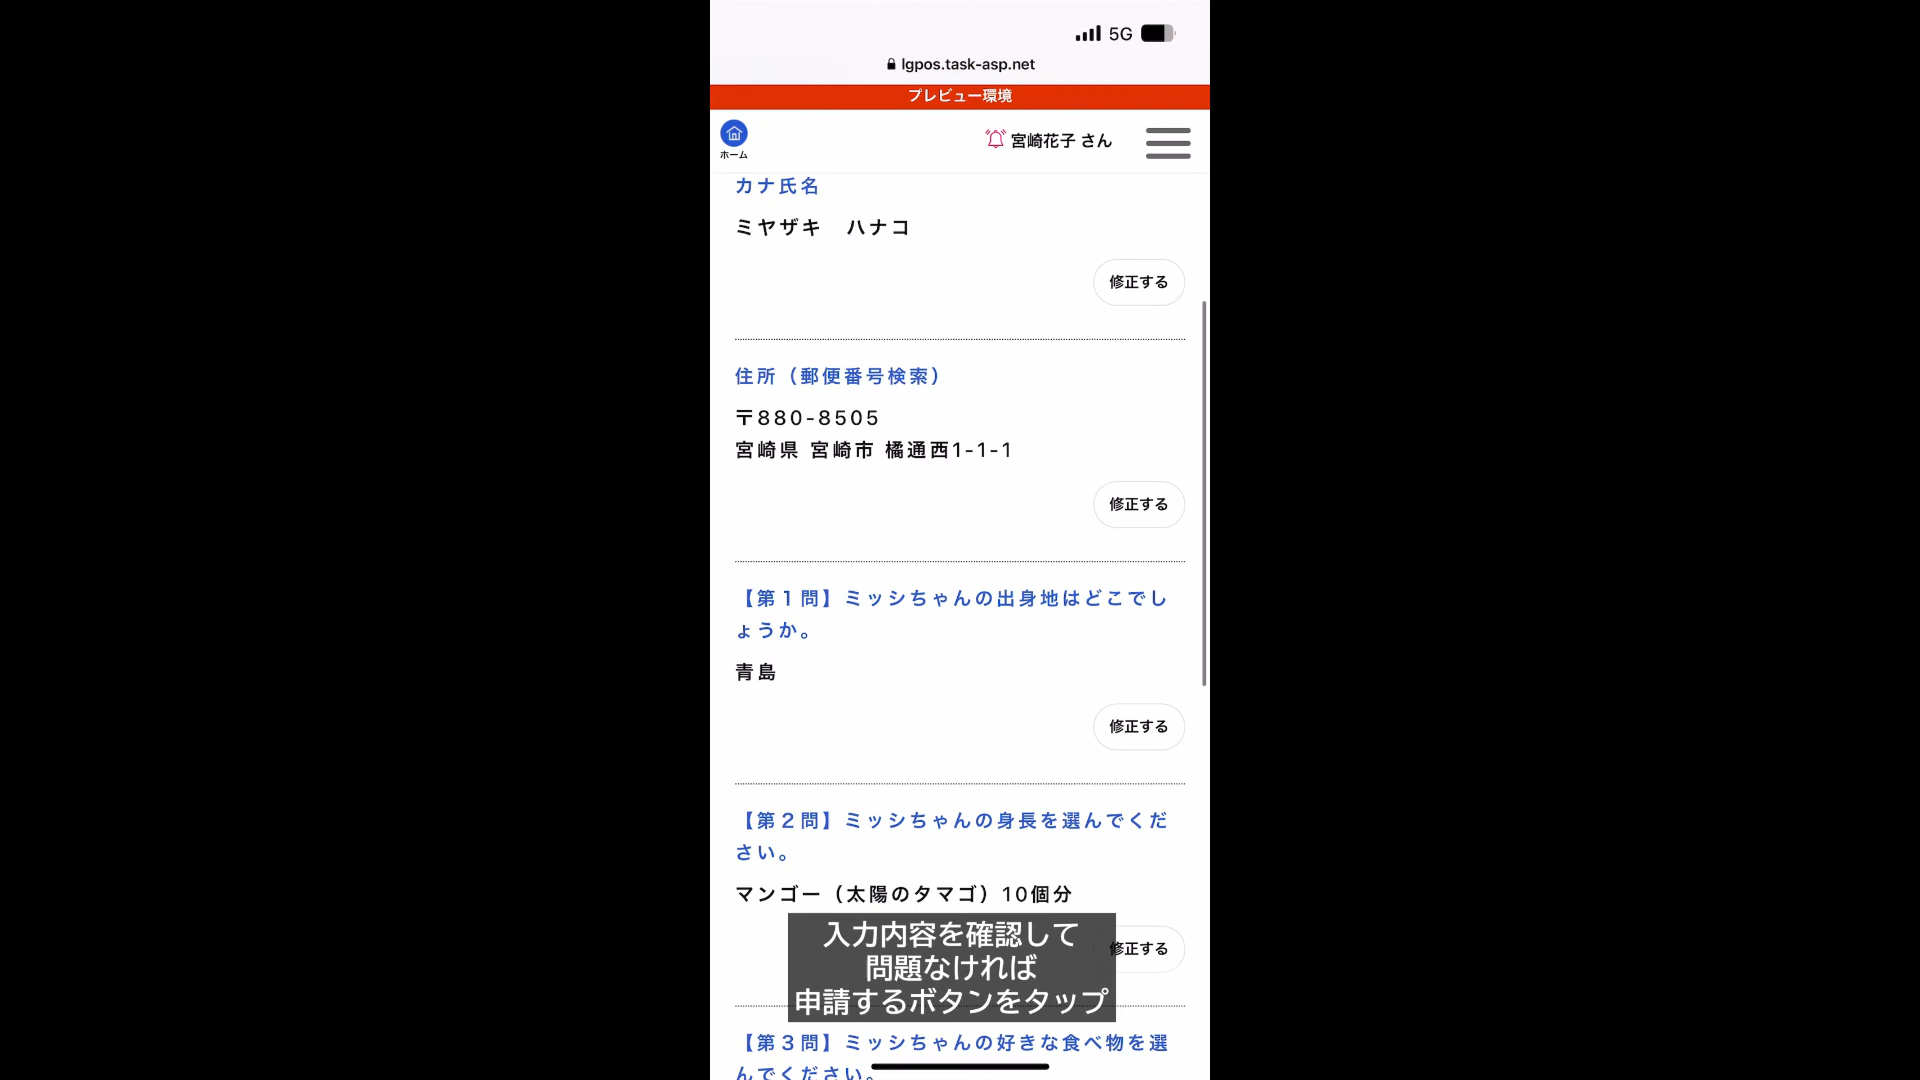 5G
lgpos.task-asp.net
プレビュー環境
ホーム
宮崎花子 さん
カナ氏名
ミヤザキ　ハナコ
修正する
住所（郵便番号検索）
〒880-8505
宮崎県 宮崎市 橘通西1-1-1
修正する
【第１問】ミッシちゃんの出身地はどこでし
ょうか。
青島
修正する
【第２問】ミッシちゃんの身長を選んでくだ
さい。
マンゴー（太陽のタマゴ）10個分
修正する
入力内容を確認して
問題なければ
申請するボタンをタップ
【第３問】ミッシちゃんの好きな食べ物を選
んでください。